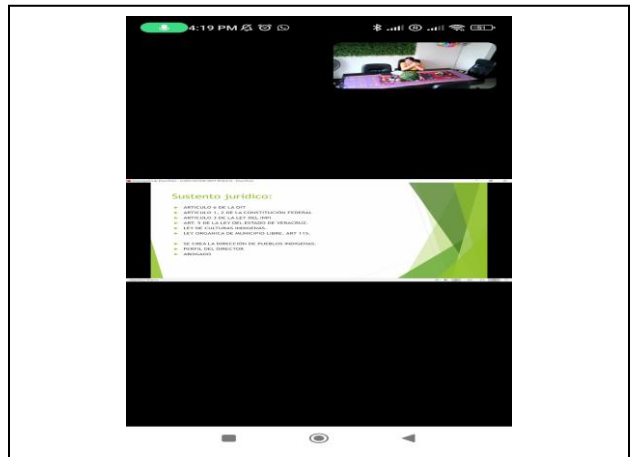 4:19 PM
51
Sustento Jurídico:
ARTICULO 6 DE LA OIT
ARTICULO 1, 2 DE LA CONSTITUCIÓN FEDERAL
ARTICULO 3 DE LA LEY DEL INPI
ART. 5 DE LA LEY DEL ESTADO DE VERACRUZ.
LEY DE CULTURAS INDIGENAS.
LEY ORGANICA DE MUNICIPIO LIBRE, ART 115.
SE CREA LA DIRECCIÓN DE PUEBLOS INDIGENAS.
PERFIL DEL DIRECTOR
ABOGADO